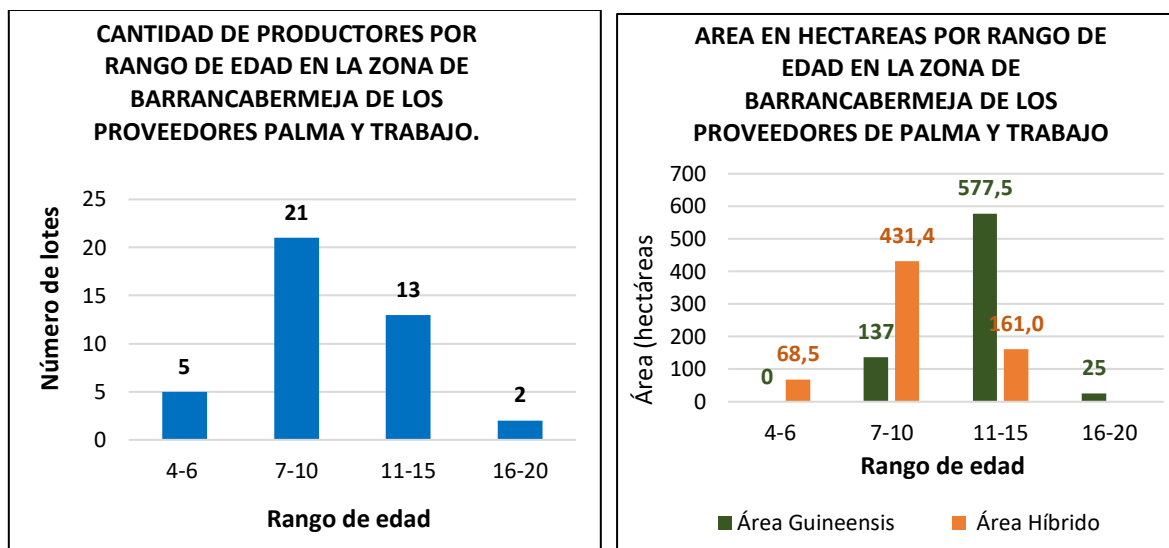 CANTIDAD DE PRODUCTORES POR
RANGO DE EDAD EN LA ZONA DE
BARRANCABERMEJA DE LOS
PROVEEDORES PALMA Y TRABAJO.
Número de lotes
25
20
15
10
5
0
5
21
13
2
4-6 7-10 11-15 16-20
Rango de edad
AREA EN HECTAREAS POR RANGO DE
EDAD EN LA ZONA DE
BARRANCABERMEJA DE LOS
PROVEEDORES DE PALMA Y TRABAJO
Área (hectáreas
700
600
500
400
300
200
100
0
0
68,5
137
431,4
577,5
161,0
25
4-6 7-10 11-15 16-20
Rango de edad
Área Guineensis Área Híbrido